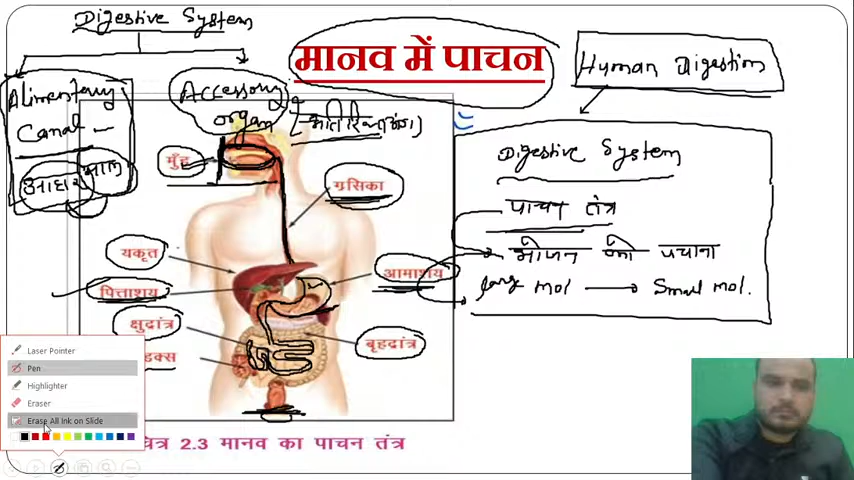 Digestive System
मानव में पाचन
Human Digestion
Alimentary
Canal
आहार नाल
Accessory
organ
Digestive System
पाचन तंत्र
भोजन को पचाना
large mol → Small mol.
मुँह
ग्रसिका
यकृत
पित्ताशय
आमाशय
क्षुद्रांत्र
बृहदांत्र
डिक्स
चित्र 2.3 मानव का पाचन तंत्र
Laser Pointer
Pen
Highlighter
Eraser
Erase All Ink on Slide